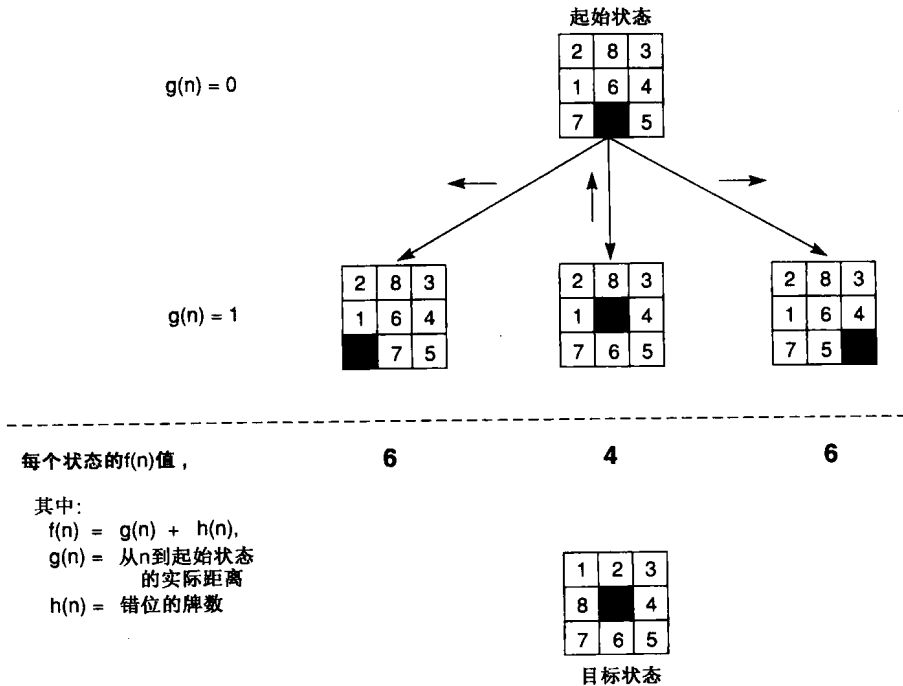 起始状态
2 8 3
g(n) = 0
1 6 4
7 5
2 8 3
2 8 3
2 8 3
g(n) = 1
1 6 4
1 4
1 6 4
7 5
7 6 5
7 5
每个状态的f(n)值，
6 4 6
其中:
f(n) = g(n) + h(n),
g(n) = 从n到起始状态
的实际距离
h(n) = 错位的牌数
1 2 3
8 4
7 6 5
目标状态